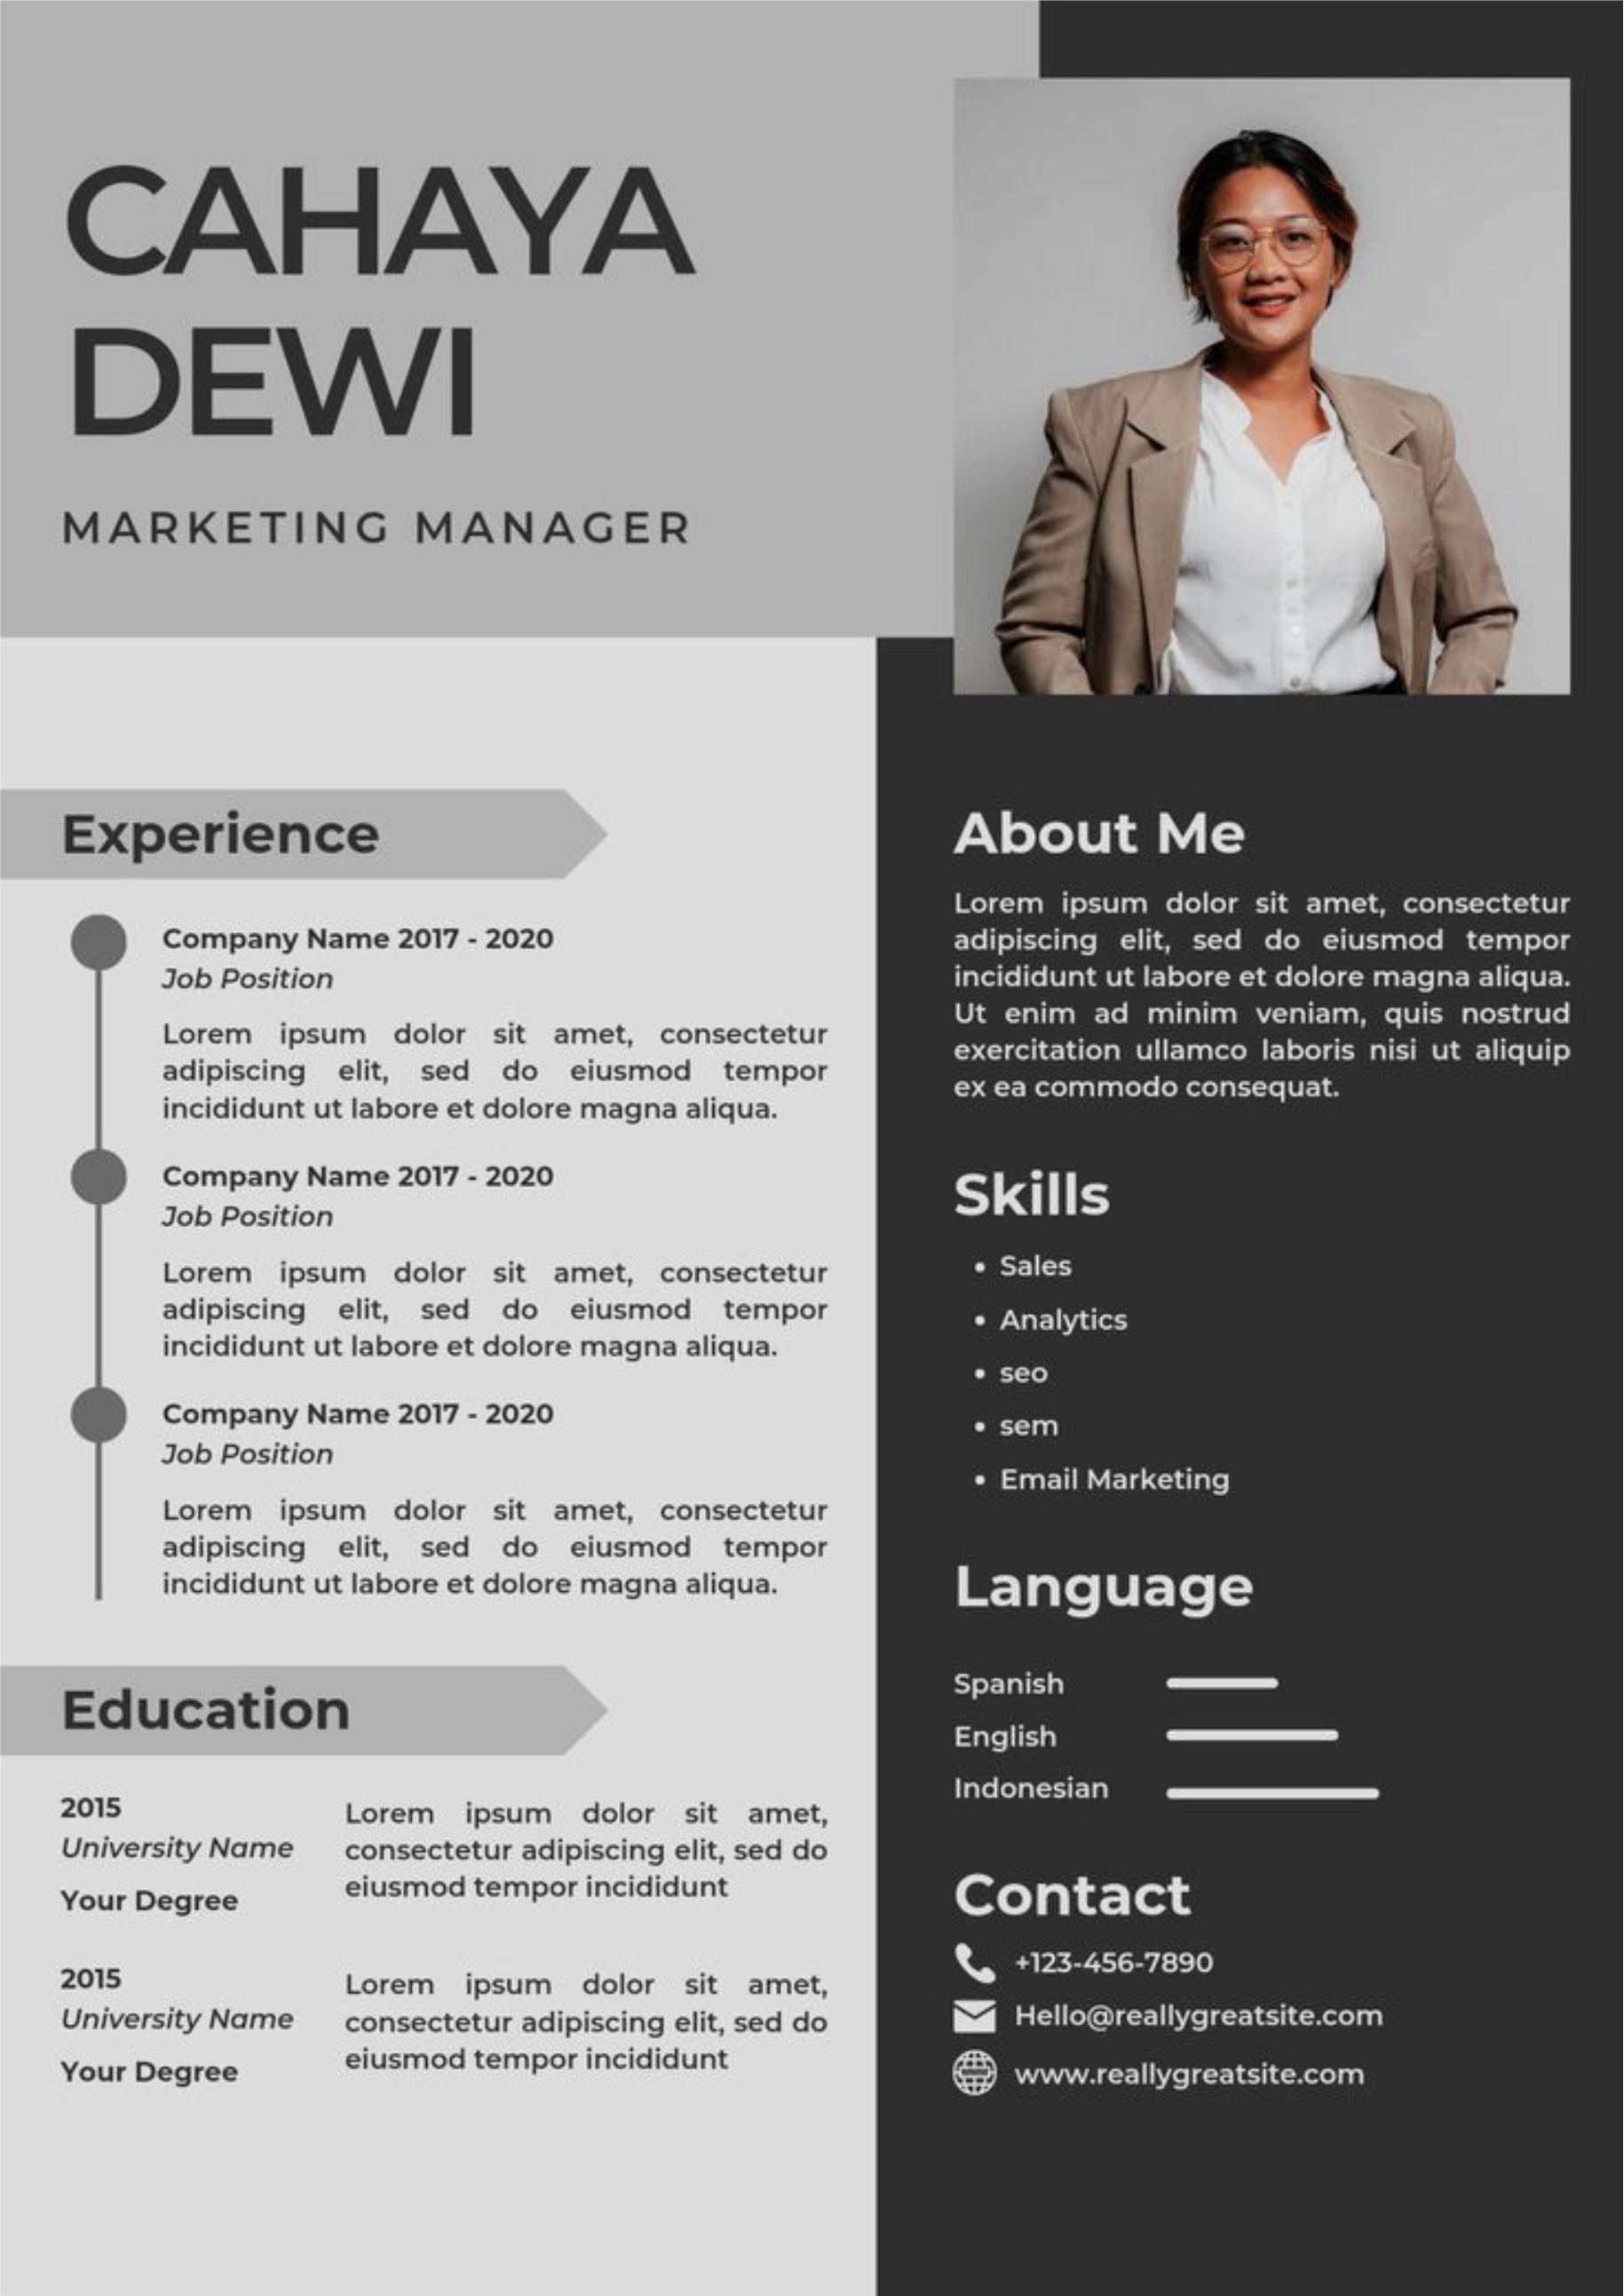 CAHAYA
DEWI
MARKETING MANAGER
Experience
Company Name 2017 - 2020
Job Position
Lorem ipsum dolor sit amet, consectetur
adipiscing elit, sed do eiusmod tempor
incididunt ut labore et dolore magna aliqua.
Company Name 2017 - 2020
Job Position
Lorem ipsum dolor sit amet, consectetur
adipiscing elit, sed do eiusmod tempor
incididunt ut labore et dolore magna aliqua.
Company Name 2017 - 2020
Job Position
Lorem ipsum dolor sit amet, consectetur
adipiscing elit, sed do eiusmod tempor
incididunt ut labore et dolore magna aliqua.
Education
2015
University Name
Your Degree
Lorem ipsum dolor sit amet,
consectetur adipiscing elit, sed do
eiusmod tempor incididunt
2015
University Name
Your Degree
Lorem ipsum dolor sit amet,
consectetur adipiscing elit, sed do
eiusmod tempor incididunt
About Me
Lorem ipsum dolor sit amet, consectetur
adipiscing elit, sed do eiusmod tempor
incididunt ut labore et dolore magna aliqua.
Ut enim ad minim veniam, quis nostrud
exercitation ullamco laboris nisi ut aliquip
ex ea commodo consequat.
Skills
• Sales
• Analytics
• seo
• sem
• Email Marketing
Language
Spanish
English
Indonesian
Contact
+123-456-7890
Hello@reallygreatsite.com
www.reallygreatsite.com